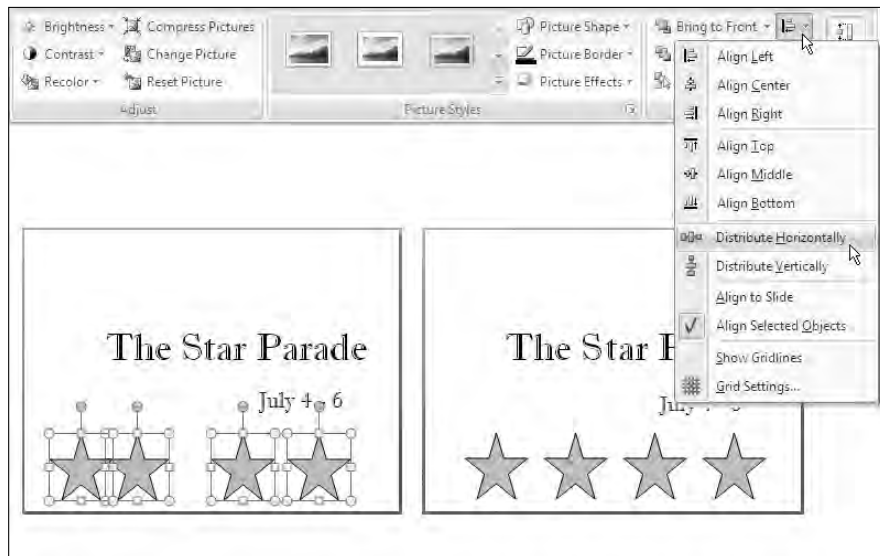 Brightness
Compress Pictures
Contrast
Change Picture
Recolor
Reset Picture
Adjust
Picture Shape
Picture Border
Picture Effects
Picture Styles
Bring to Front
Align Left
Align Center
Align Right
Align Top
Align Middle
Align Bottom
Distribute Horizontally
Distribute Vertically
Align to Slide
Align Selected Objects
Show Gridlines
Grid Settings...
The Star Parade
July 4 - 6
The Star